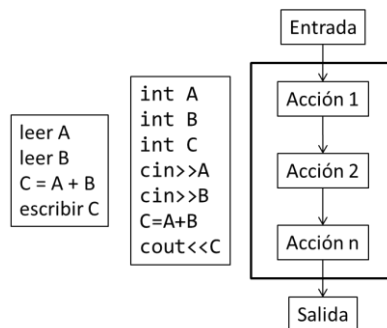 leer A
leer B
C = A + B
escribir C
int A
int B
int C
cin>>A
cin>>B
C=A+B
cout<<C
Entrada
Acción 1
Acción 2
Acción n
Salida